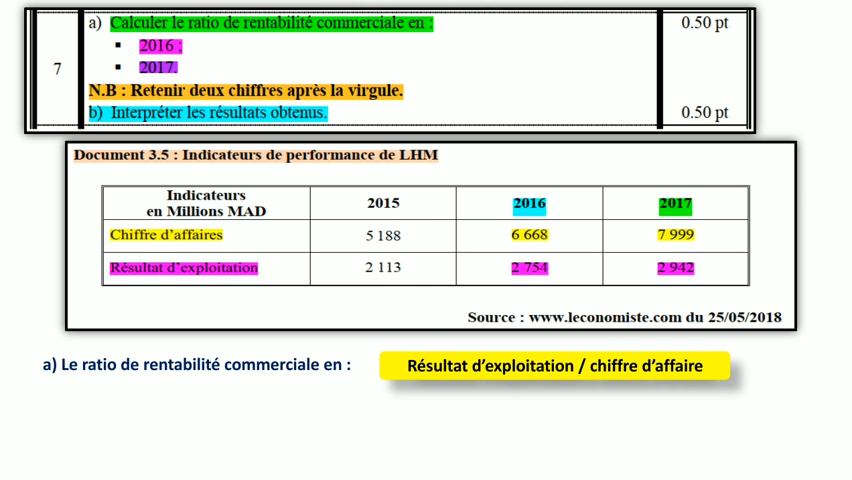 a) Calculer le ratio de rentabilité commerciale en : 0.50 pt
▪ 2016 ;
7 ▪ 2017.
N.B : Retenir deux chiffres après la virgule.
b) Interpréter les résultats obtenus. 0.50 pt
Document 3.5 : Indicateurs de performance de LHM
Indicateurs
en Millions MAD 2015 2016 2017
Chiffre d’affaires 5 188 6 668 7 999
Résultat d’exploitation 2 113 2 754 2 942
Source : www.leconomiste.com du 25/05/2018
a) Le ratio de rentabilité commerciale en : Résultat d’exploitation / chiffre d’affaire